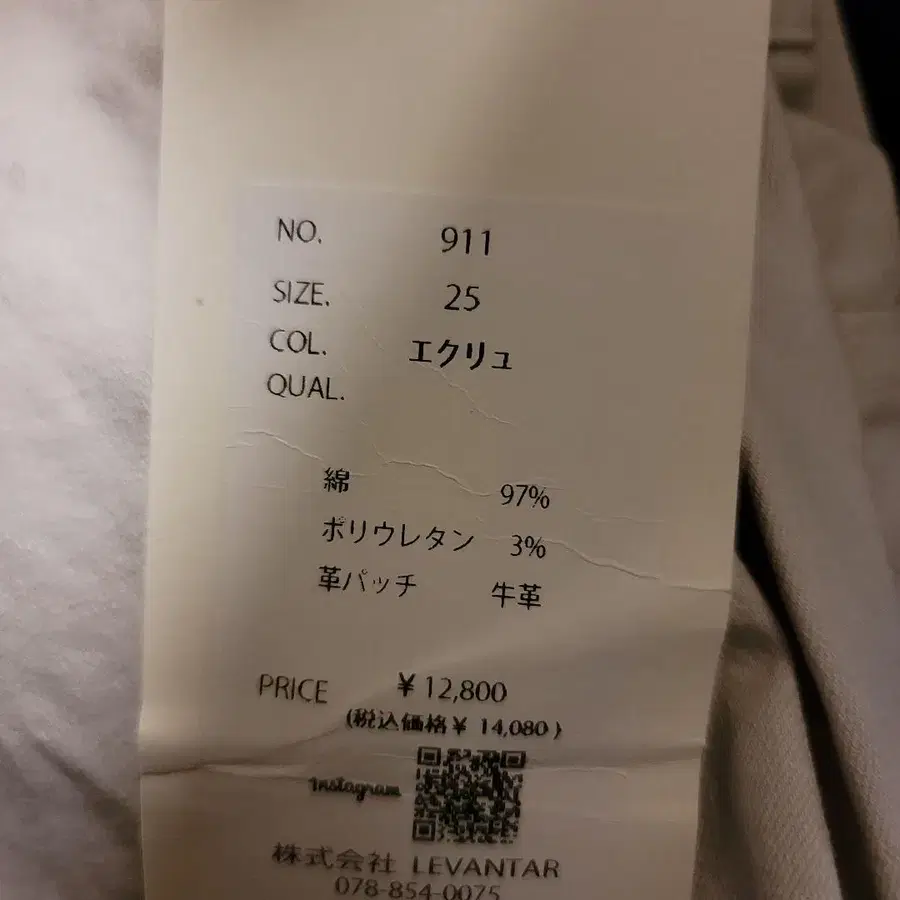 NO. 911
SIZE. 25
COL. エクリュ
QUAL.
綿 97%
ポリウレタン 3%
革パッチ 牛革
PRICE ¥12,800
(税込価格¥ 14,080)
Instagram
株式会社 LEVANTAR
078-854-0075